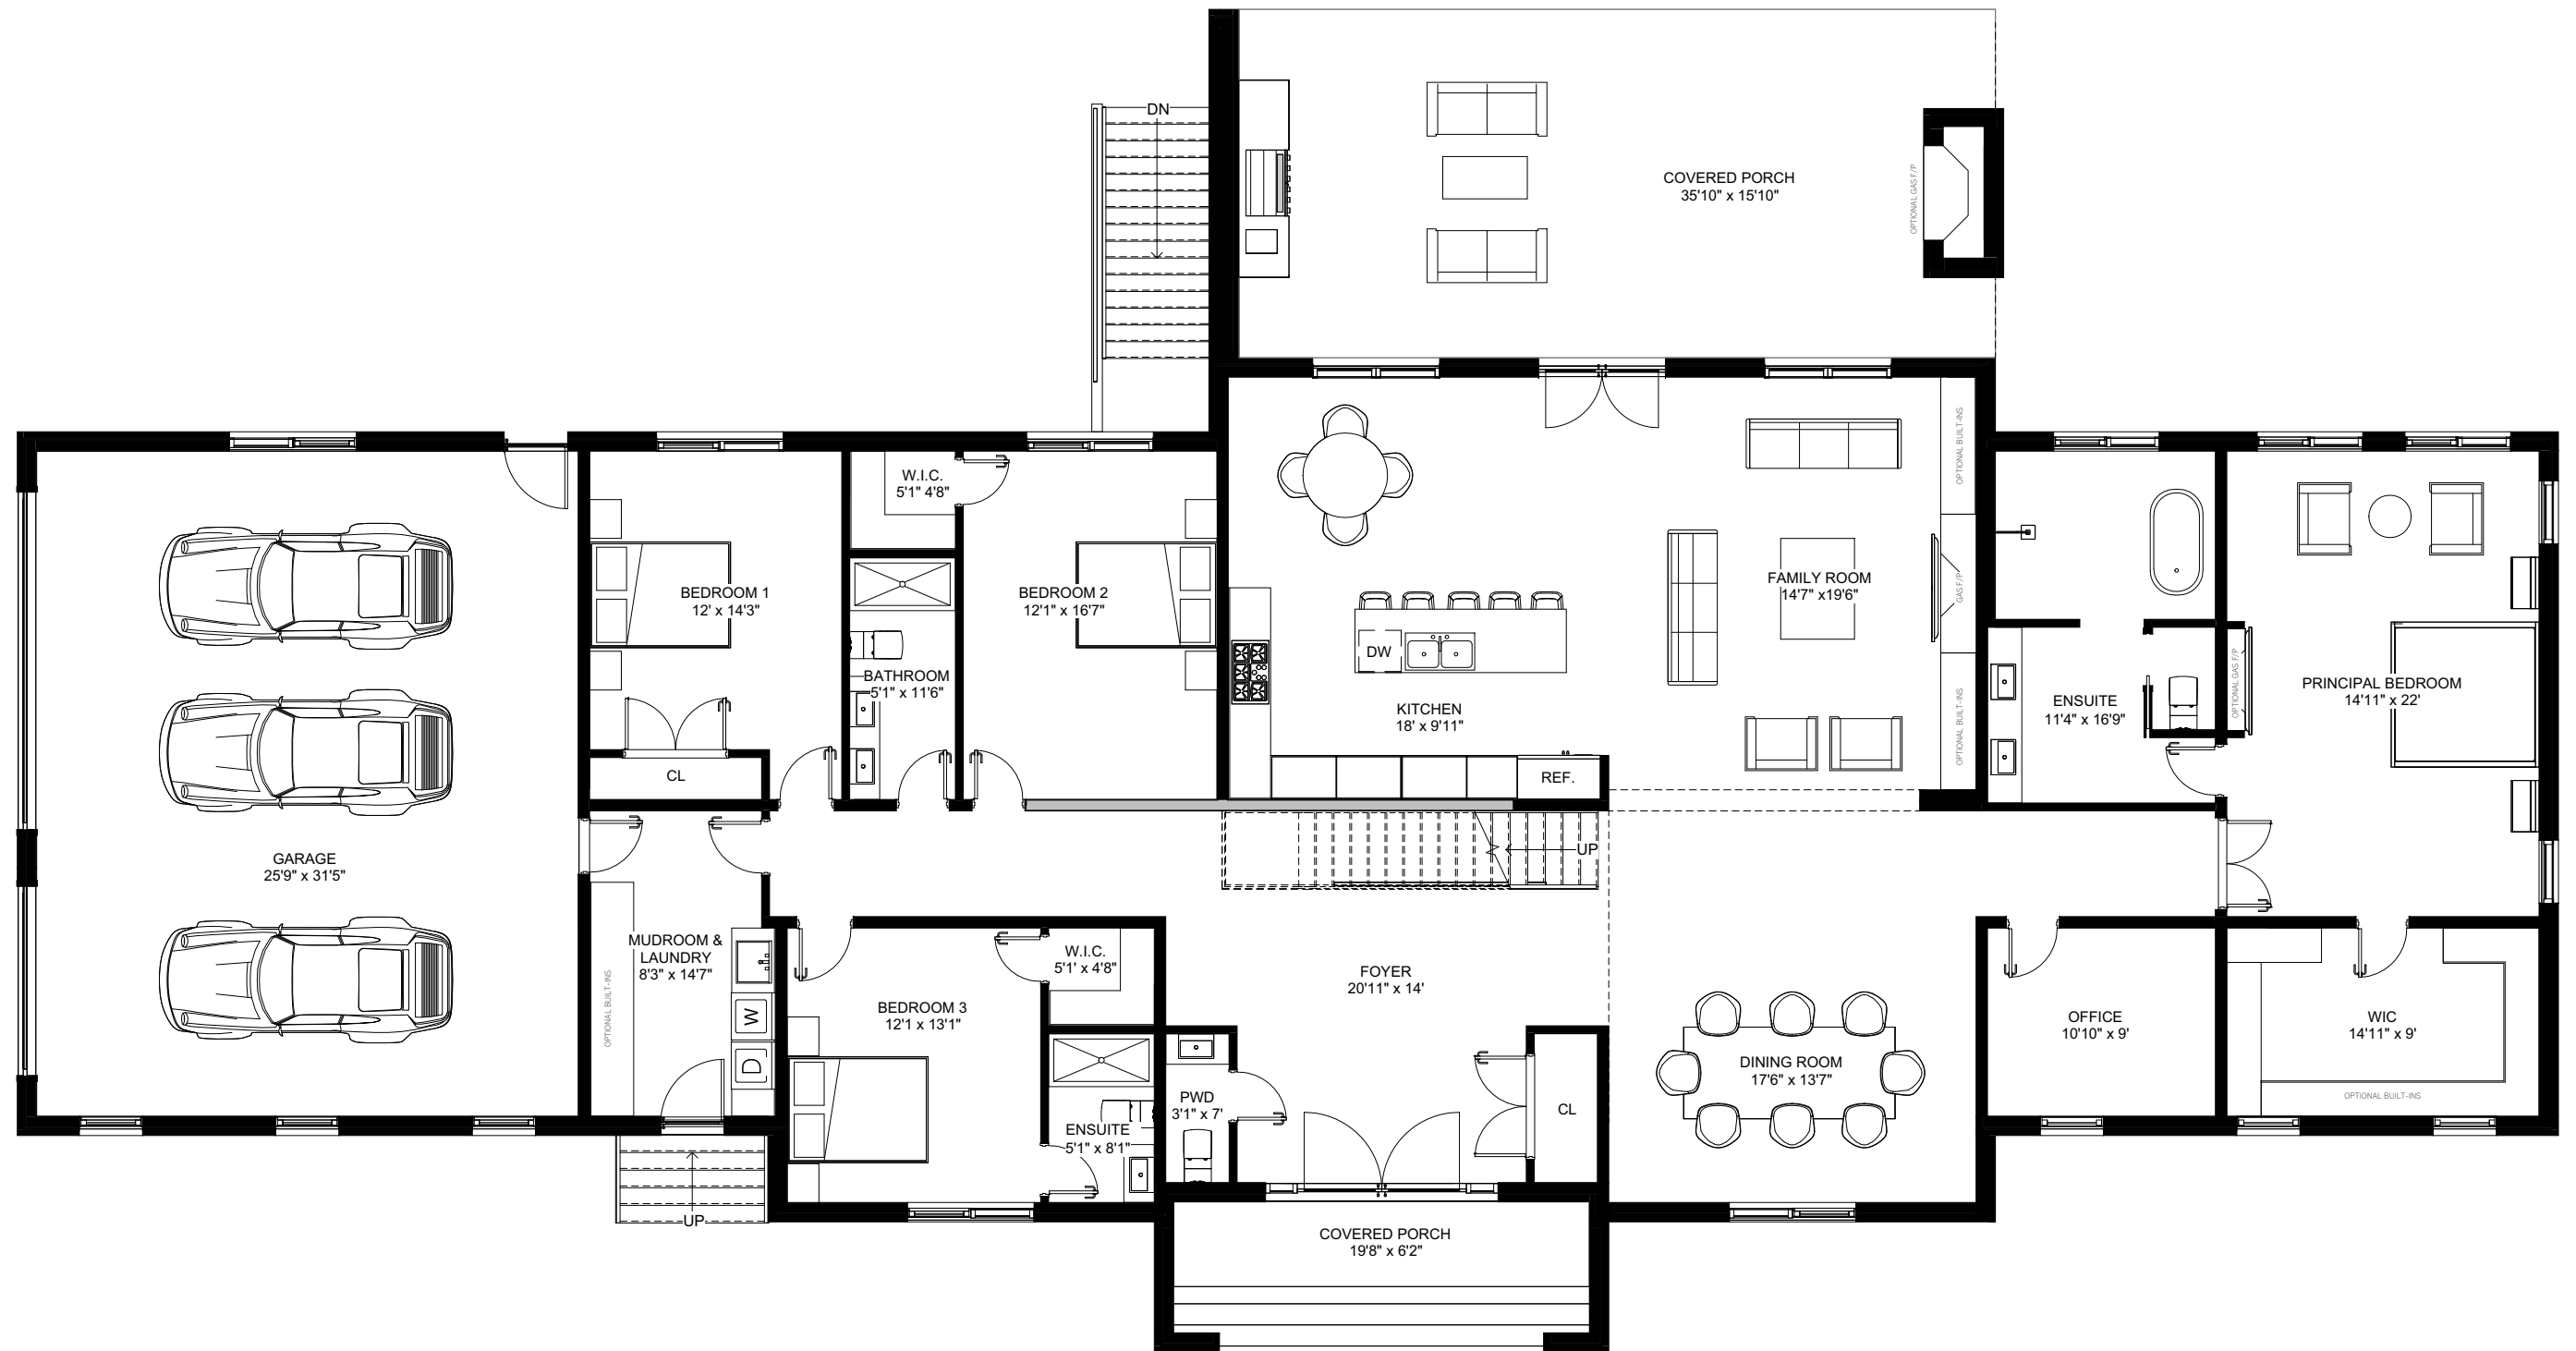 DN
COVERED PORCH
35'10" x 15'10"
OPTIONAL GAS F/P
W.I.C.
5'1" 4'8"
OPTIONAL BUILT-INS
BEDROOM 1
12' x 14'3"
BEDROOM 2
12'1" x 16'7"
FAMILY ROOM
14'7" x19'6"
GAS F/P
DW
BATHROOM
5'1" x 11'6"
KITCHEN
18' x 9'11"
OPTIONAL BUILT-INS
ENSUITE
11'4" x 16'9"
OPTIONAL GAS F/P
PRINCIPAL BEDROOM
14'11" x 22'
CL
REF.
GARAGE
25'9" x 31'5"
UP
MUDROOM &
LAUNDRY
8'3" x 14'7"
OPTIONAL BUILT-INS
W
D
W.I.C.
5'1' x 4'8"
BEDROOM 3
12'1 x 13'1"
FOYER
20'11" x 14'
OFFICE
10'10" x 9'
WIC
14'11" x 9'
OPTIONAL BUILT-INS
DINING ROOM
17'6" x 13'7"
PWD
3'1" x 7'
CL
ENSUITE
5'1" x 8'1"
UP
COVERED PORCH
19'8" x 6'2"